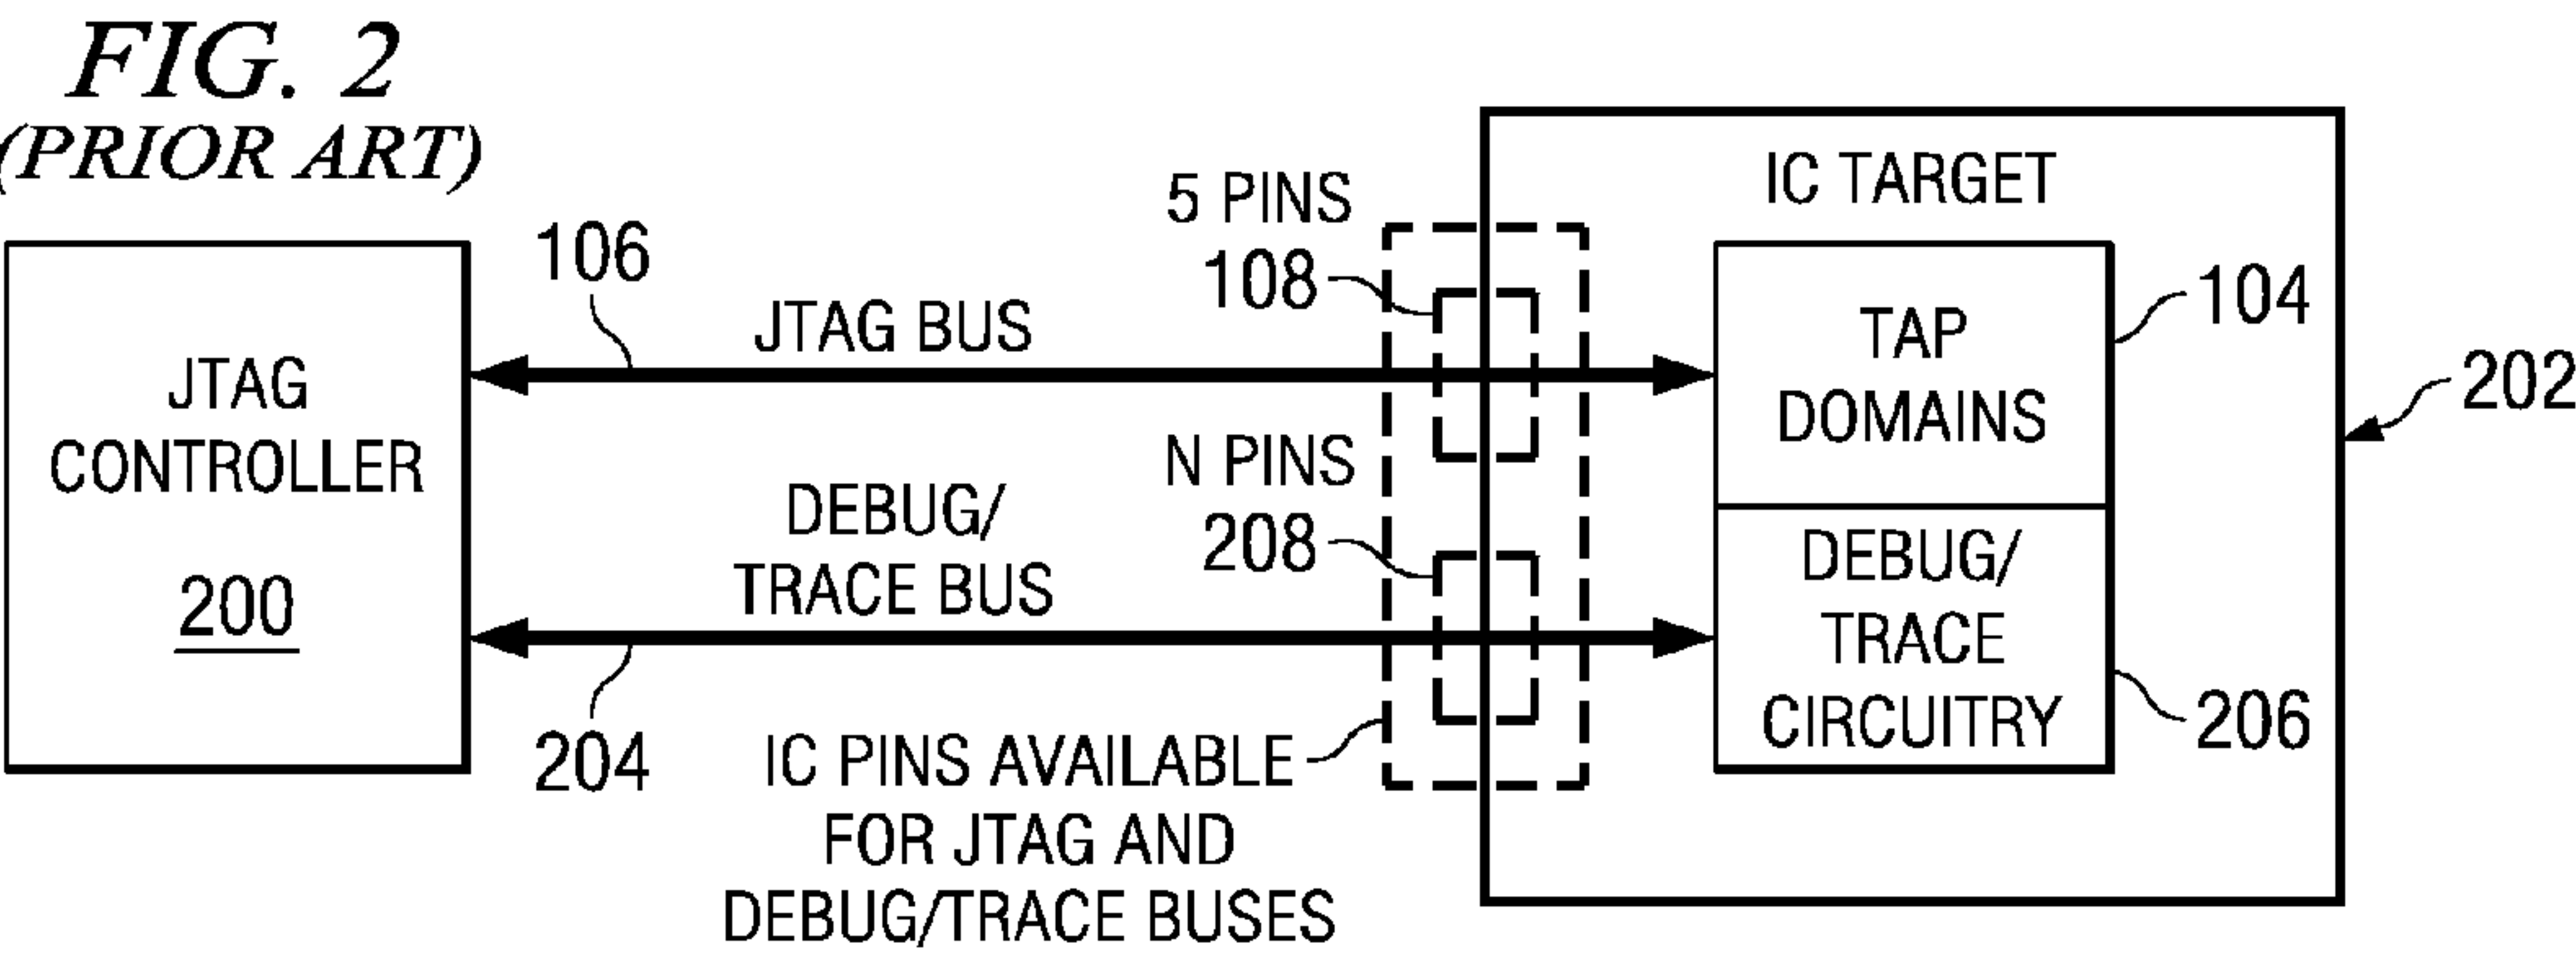 FIG. 2
(PRIOR ART)
JTAG
CONTROLLER
200
106
JTAG BUS
DEBUG/
TRACE BUS
204
5 PINS
108
N PINS
208
IC PINS AVAILABLE
FOR JTAG AND
DEBUG/TRACE BUSES
IC TARGET
TAP
DOMAINS
104
DEBUG/
TRACE
CIRCUITRY
206
202